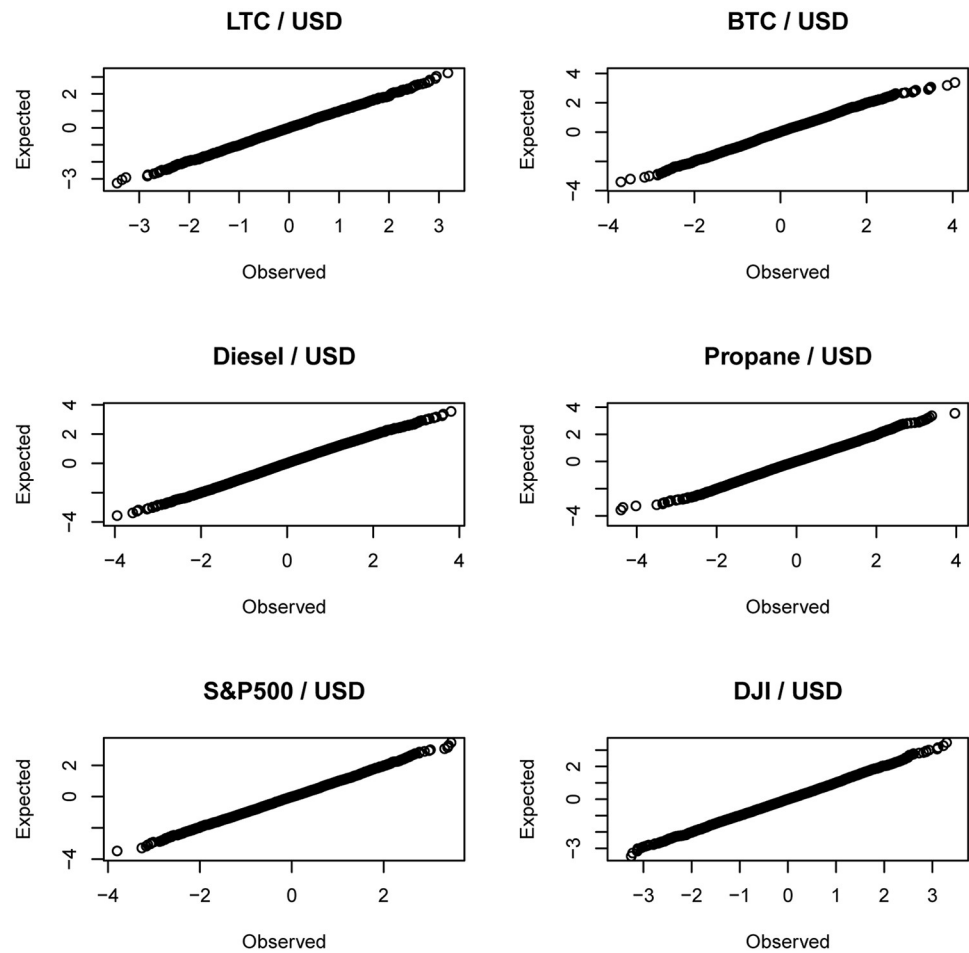 LTC / USD
BTC / USD
Expected
2
0
−3
−3 −2 −1 0 1 2 3
Observed
Expected
4
2
0
−4
−4 −2 0 2 4
Observed
Diesel / USD
Propane / USD
Expected
4
2
0
−4
−4 −2 0 2 4
Observed
Expected
4
2
0
−4
−4 −2 0 2 4
Observed
S&P500 / USD
DJI / USD
Expected
2
0
−4
−4 −2 0 2
Observed
Expected
2
0
−3
−3 −2 −1 0 1 2 3
Observed